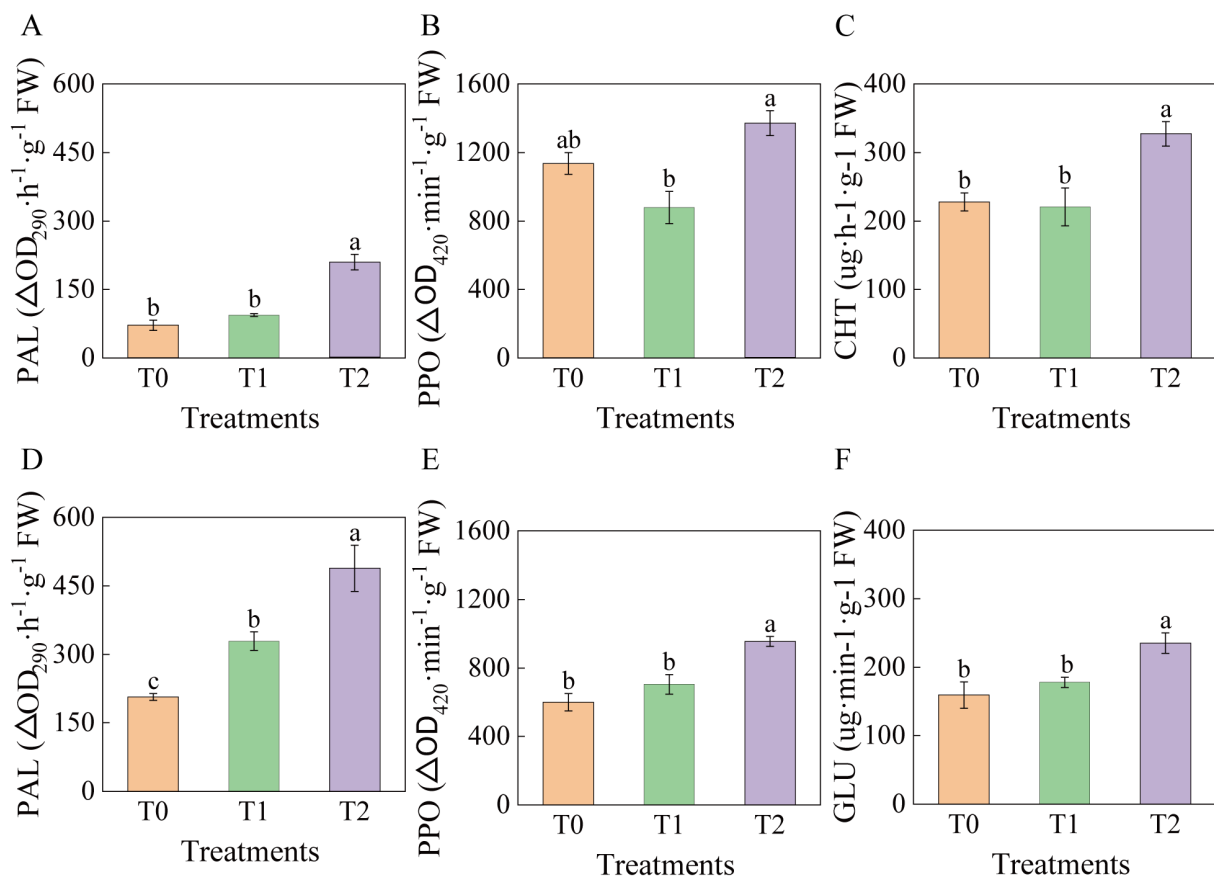 A
PAL (△OD₂₉₀·h⁻¹·g⁻¹ FW)
600
450
300
150
0
b
b
a
T0 T1 T2
Treatments
B
PPO (△OD₄₂₀·min⁻¹·g⁻¹ FW)
1600
1200
800
400
0
ab
b
a
T0 T1 T2
Treatments
C
CHT (ug·h-1·g-1 FW)
400
300
200
100
0
b
b
a
T0 T1 T2
Treatments
D
PAL (△OD₂₉₀·h⁻¹·g⁻¹ FW)
600
450
300
150
0
c
b
a
T0 T1 T2
Treatments
E
PPO (△OD₄₂₀·min⁻¹·g⁻¹ FW)
1600
1200
800
400
0
b
b
a
T0 T1 T2
Treatments
F
GLU (ug·min-1·g-1 FW)
400
300
200
100
0
b
b
a
T0 T1 T2
Treatments